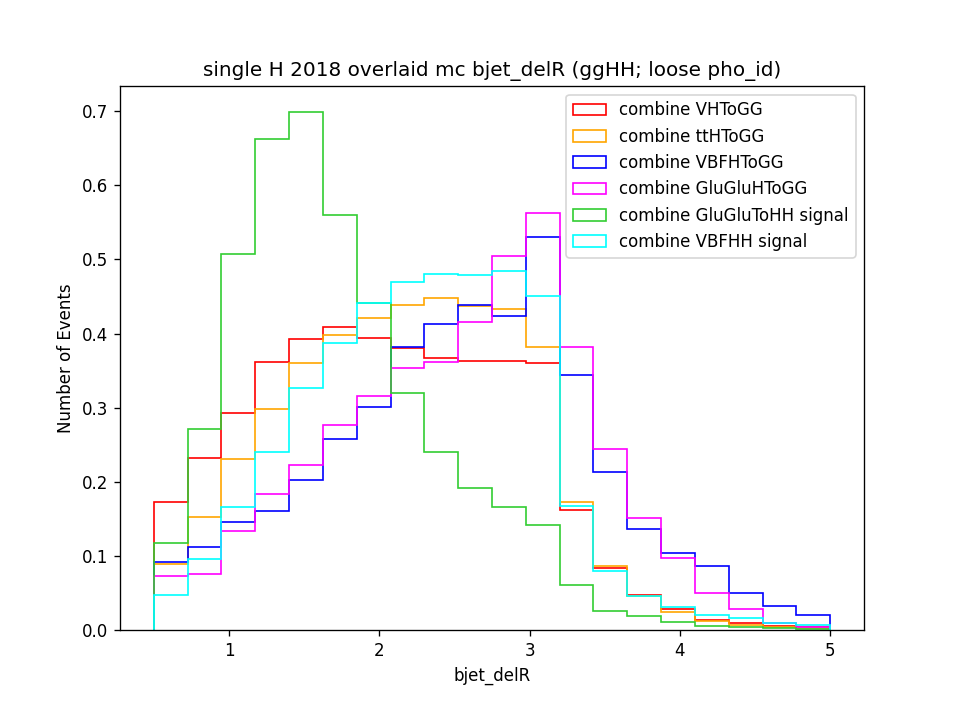 single H 2018 overlaid mc bjet_delR (ggHH; loose pho_id)
combine VHToGG
combine ttHToGG
combine VBFHToGG
combine GluGluHToGG
combine GluGluToHH signal
combine VBFHH signal
Number of Events
0.7
0.6
0.5
0.4
0.3
0.2
0.1
0.0
1
2
3
4
5
bjet_delR